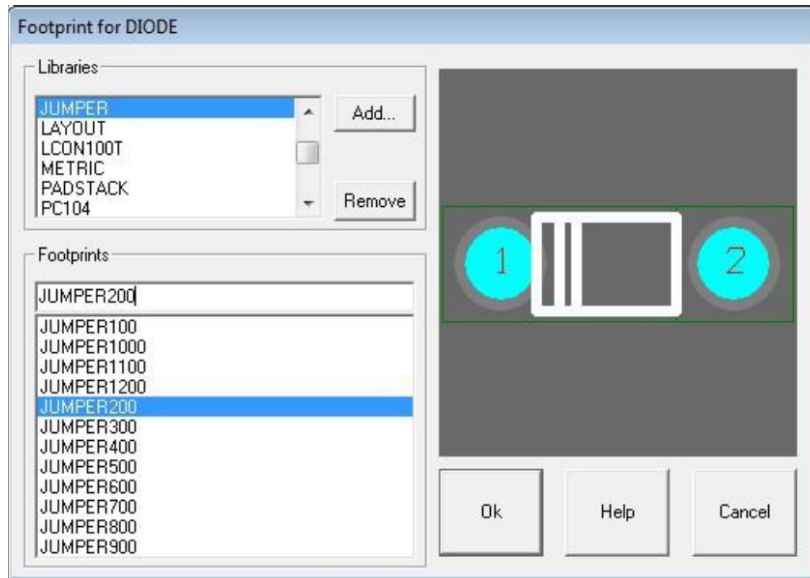 Footprint for DIODE
Libraries
JUMPER
LAYOUT
LCON100T
METRIC
PADSTACK
PC104
Add...
Remove
Footprints
JUMPER200
JUMPER100
JUMPER1000
JUMPER1100
JUMPER1200
JUMPER200
JUMPER300
JUMPER400
JUMPER500
JUMPER600
JUMPER700
JUMPER800
JUMPER900
1
2
Ok
Help
Cancel